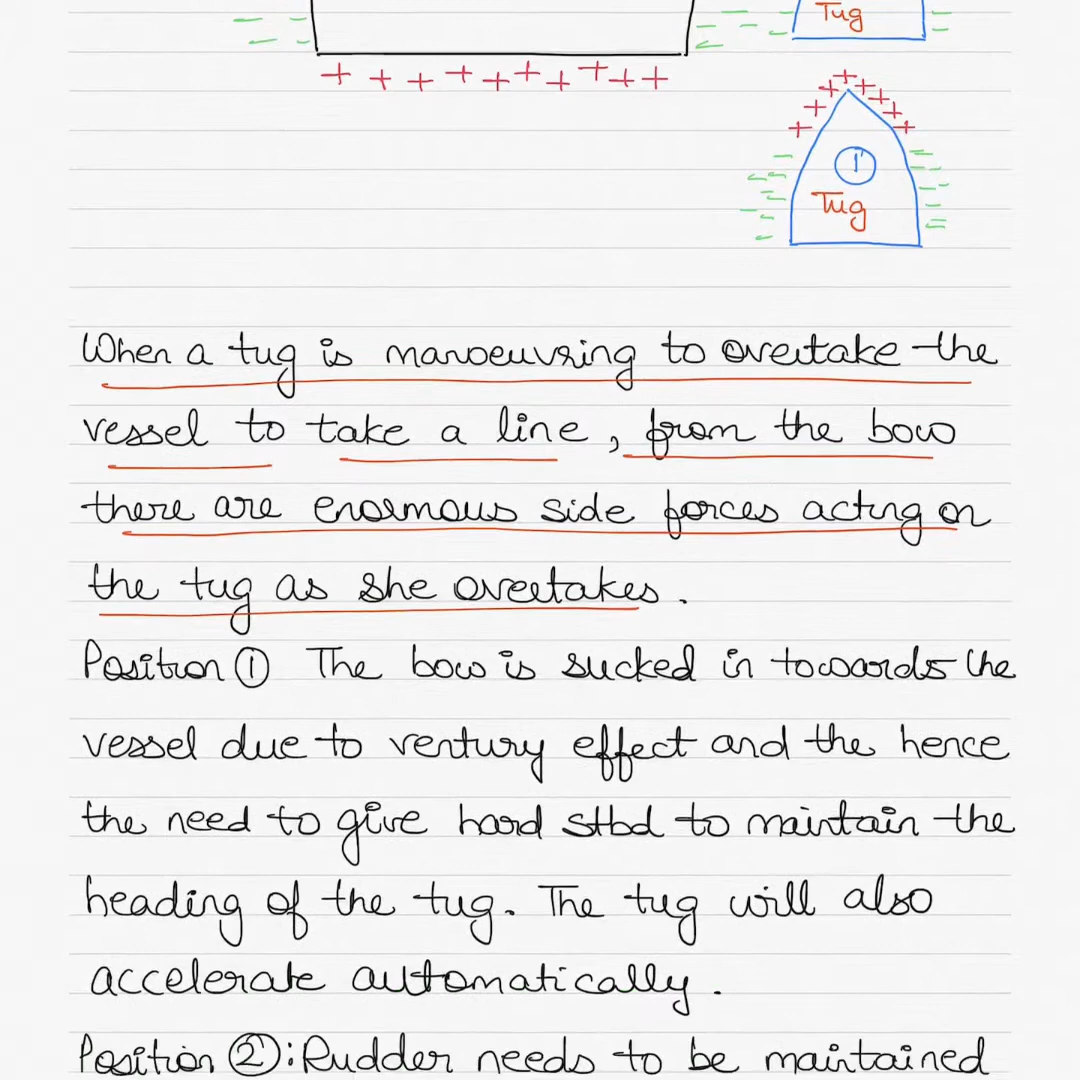 Tug
+ + + + + + + + + +
+ + + + + + + +
1
Tug
When a tug is manoeuvring to overtake the
vessel to take a line, from the bow
there are enormous side forces acting on
the tug as she overtakes.
Position ① The bow is sucked in towards the
vessel due to ventury effect and the hence
the need to give hard stbd to maintain the
heading of the tug. The tug will also
accelerate automatically.
Position ②: Rudder needs to be maintained